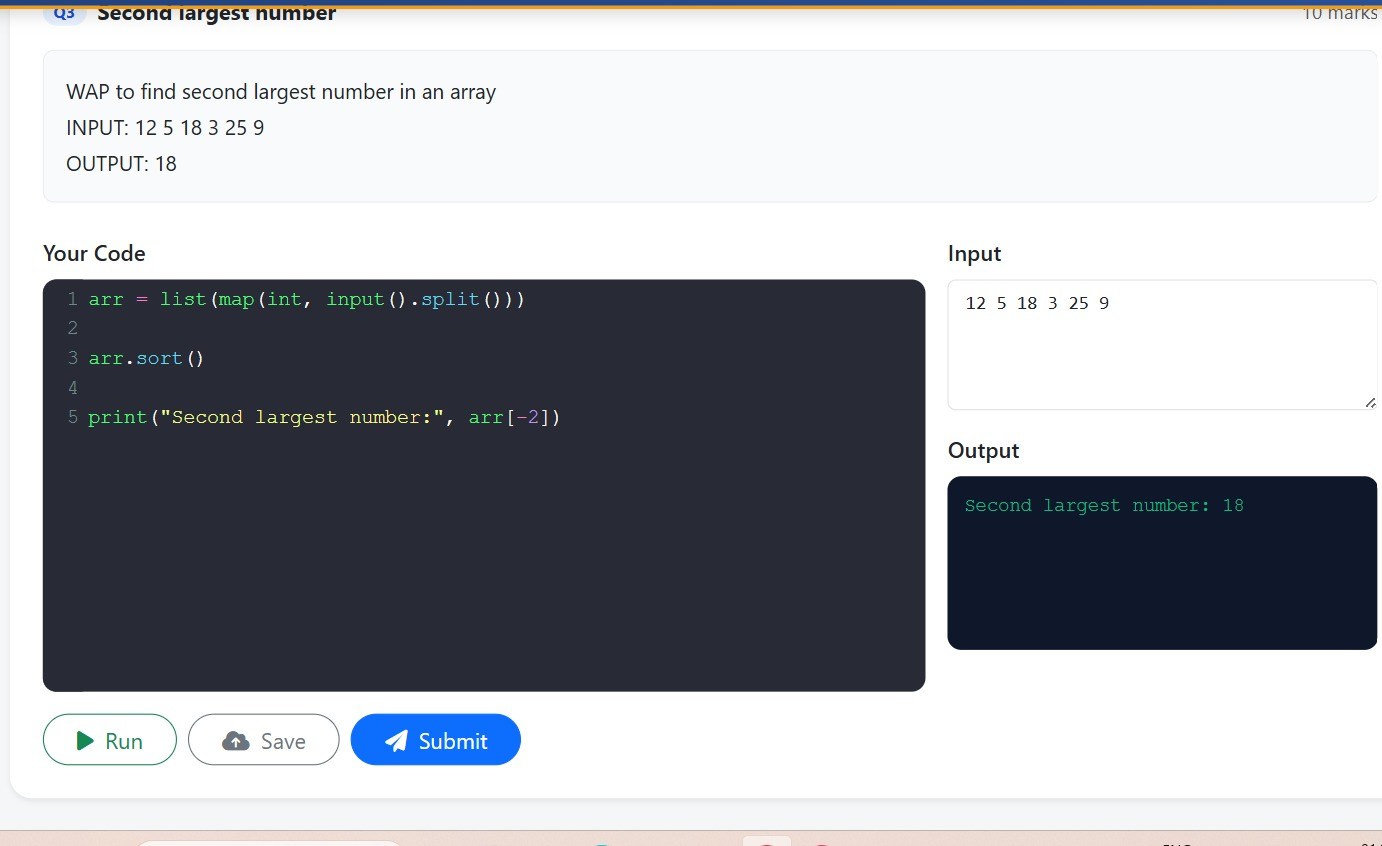 Q3 Second largest number 10 marks
WAP to find second largest number in an array
INPUT: 12 5 18 3 25 9
OUTPUT: 18
Your Code
1 arr = list(map(int, input().split()))
2
3 arr.sort()
4
5 print("Second largest number:", arr[-2])
Input
12 5 18 3 25 9
Output
Second largest number: 18
Run Save Submit